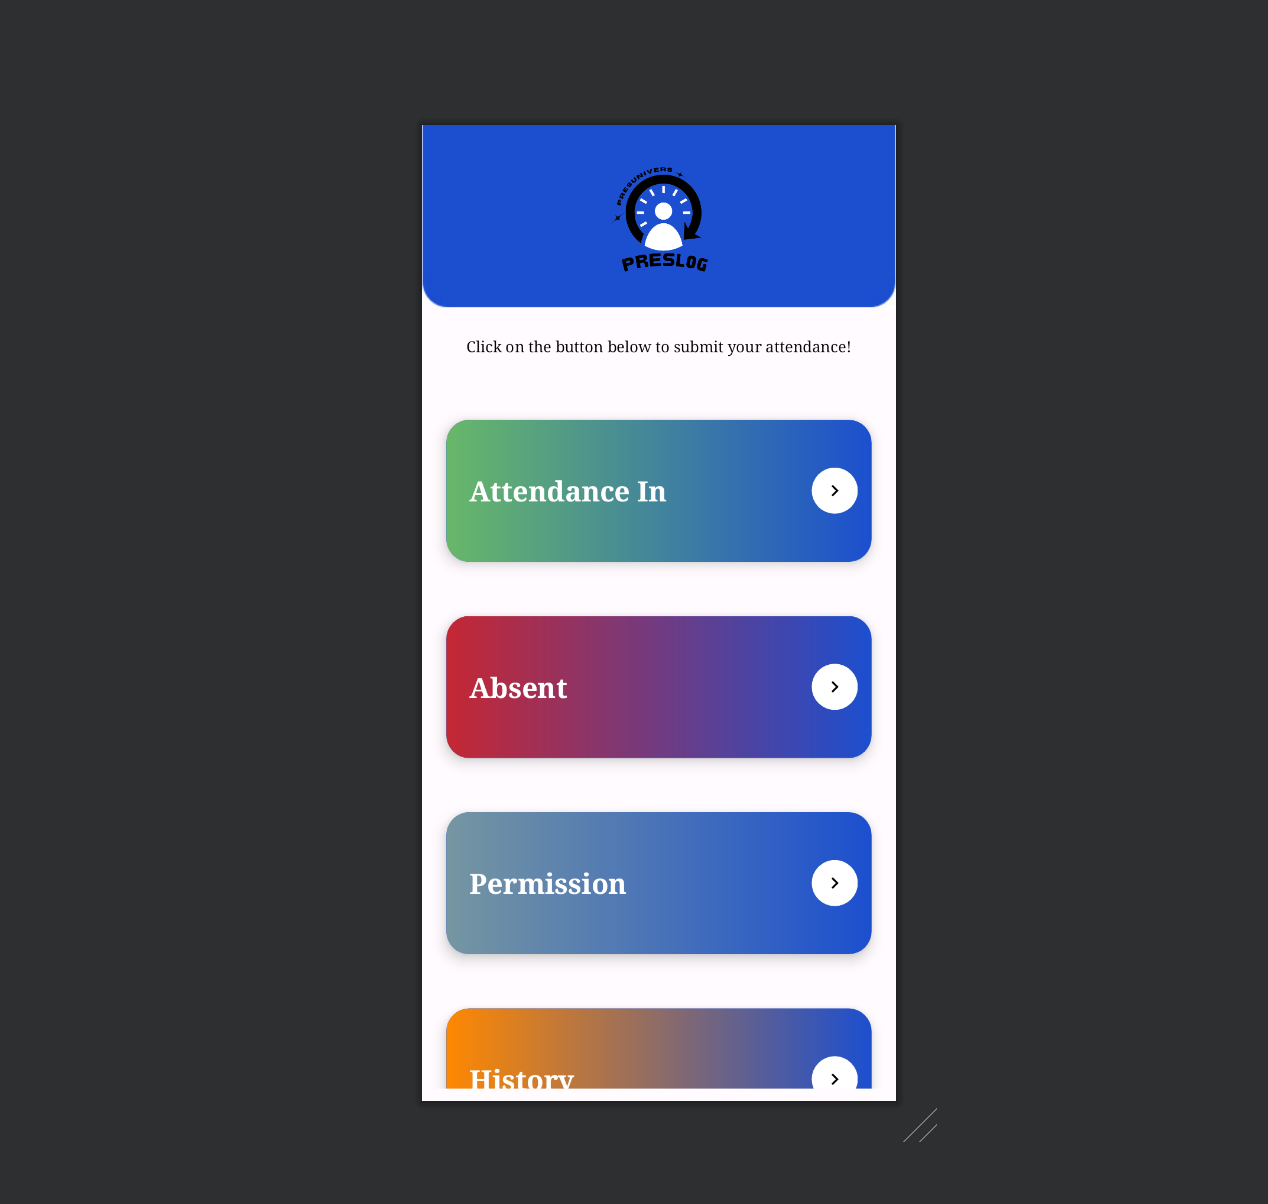 PRESUNIVERS
PRESLOG
Click on the button below to submit your attendance!
Attendance In
Absent
Permission
History